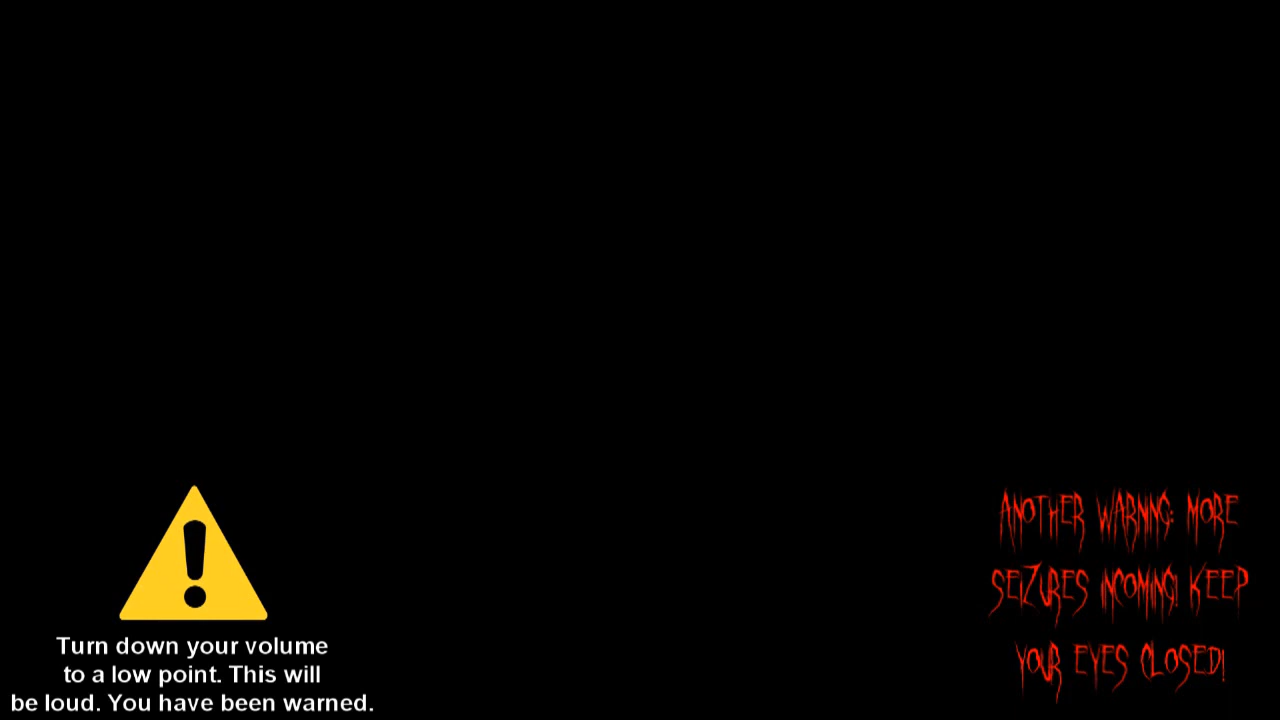 Turn down your volume
to a low point. This will
be loud. You have been warned.
ANOTHER WARNING: MORE
SEIZURES INCOMING! KEEP
YOUR EYES CLOSED!